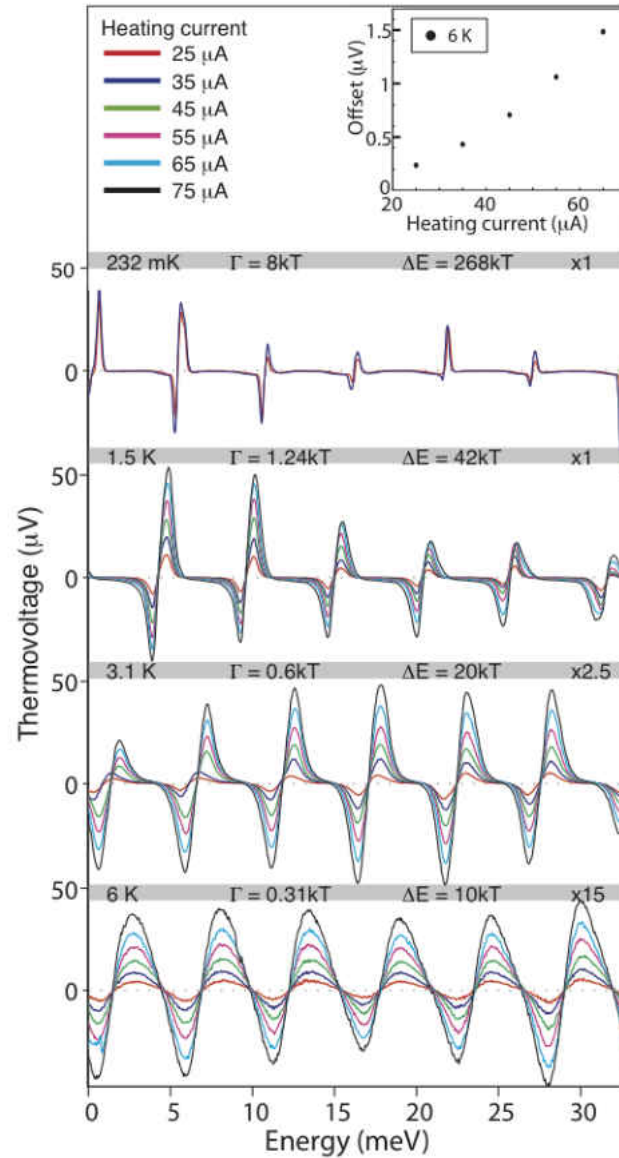 Heating current
25 μA
35 μA
45 μA
55 μA
65 μA
75 μA
6 K
1.5
1
0.5
0
Offset (μV)
20 40 60
Heating current (μA)
232 mK Γ = 8kT ΔE = 268kT x1
50
0
1.5 K Γ = 1.24kT ΔE = 42kT x1
50
0
3.1 K Γ = 0.6kT ΔE = 20kT x2.5
50
0
6 K Γ = 0.31kT ΔE = 10kT x15
50
0
Thermovoltage (μV)
0 5 10 15 20 25 30
Energy (meV)